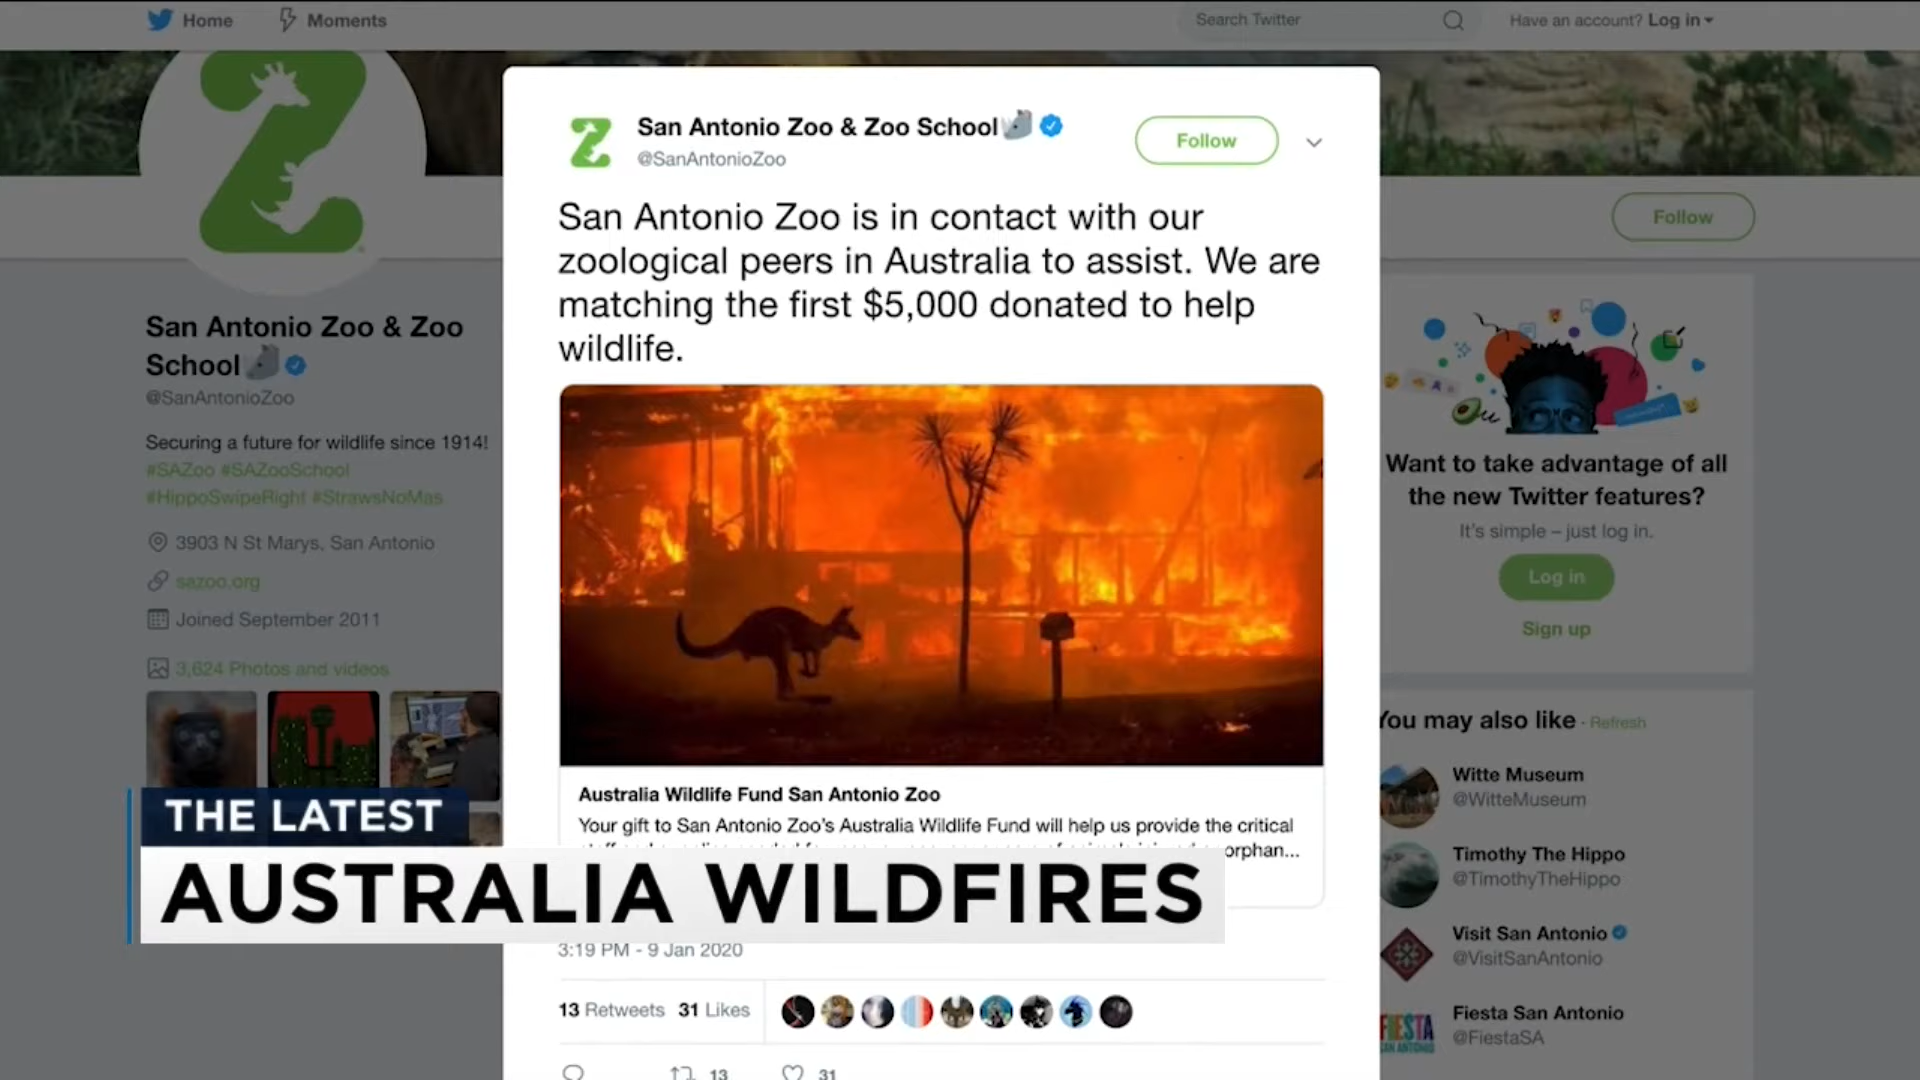 Home
Moments
Search Twitter
Have an account? Log in
San Antonio Zoo & Zoo School
@SanAntonioZoo
Follow
San Antonio Zoo is in contact with our
zoological peers in Australia to assist. We are
matching the first $5,000 donated to help
wildlife.
Australia Wildlife Fund San Antonio Zoo
Your gift to San Antonio Zoo's Australia Wildlife Fund will help us provide the critical
orphan...
3:19 PM - 9 Jan 2020
13 Retweets 31 Likes
13
31
San Antonio Zoo & Zoo
School
@SanAntonioZoo
Securing a future for wildlife since 1914!
#SAZoo #SAZooSchool
#HippoSwipeRight #StrawsNoMas
3903 N St Marys, San Antonio
sazoo.org
Joined September 2011
3,624 Photos and videos
THE LATEST
AUSTRALIA WILDFIRES
Follow
Want to take advantage of all
the new Twitter features?
It's simple – just log in.
Log in
Sign up
You may also like · Refresh
Witte Museum
@WitteMuseum
Timothy The Hippo
@TimothyTheHippo
Visit San Antonio
@VisitSanAntonio
Fiesta San Antonio
@FiestaSA
FIESTA
SAN ANTONIO